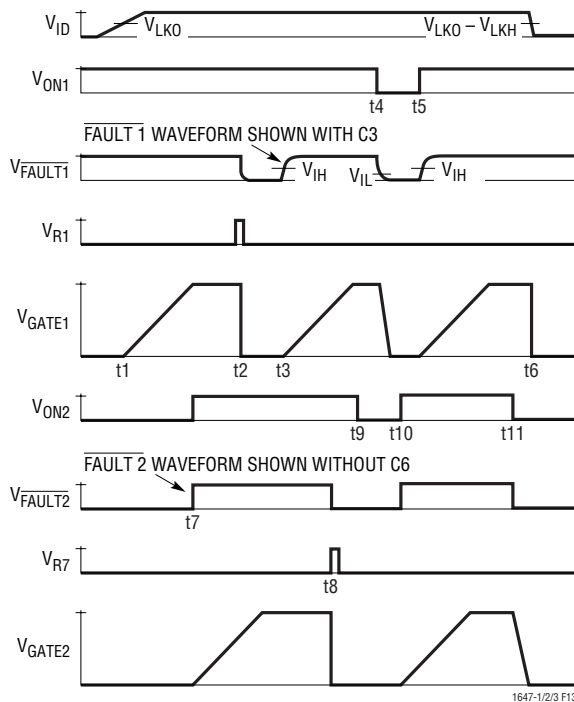 V_ID
V_LKO
V_LKO – V_LKH
V_ON1
t4
t5
FAULT 1 WAVEFORM SHOWN WITH C3
V_FAULT1
V_IH
V_IL
V_IH
V_R1
V_GATE1
t1
t2
t3
t6
V_ON2
t9
t10
t11
FAULT 2 WAVEFORM SHOWN WITHOUT C6
V_FAULT2
t7
V_R7
t8
V_GATE2
1647-1/2/3 F13